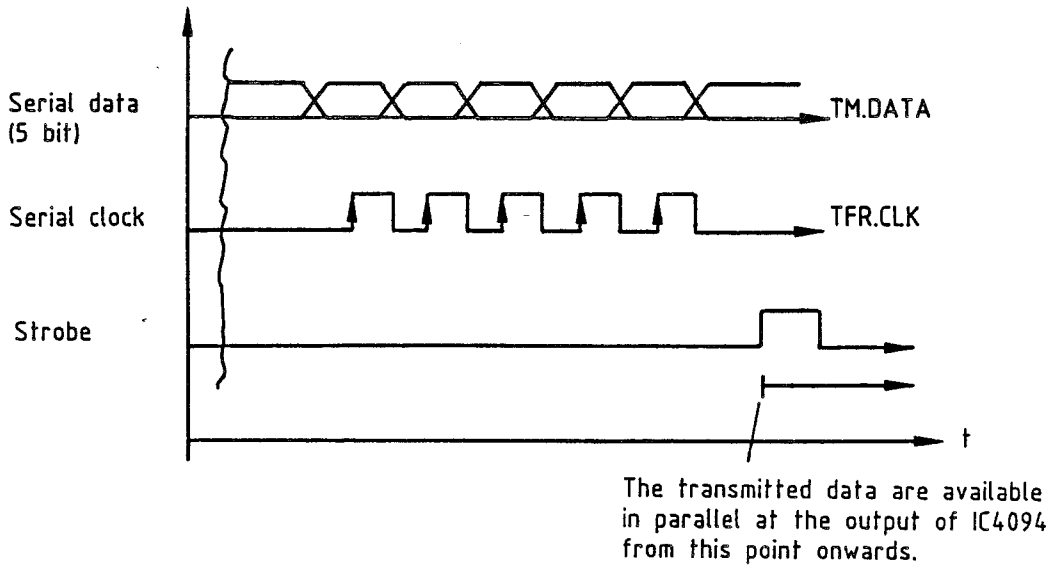 Serial data
(5 bit)
TM.DATA
Serial clock
TFR.CLK
Strobe
t
The transmitted data are available
in parallel at the output of IC4094
from this point onwards.